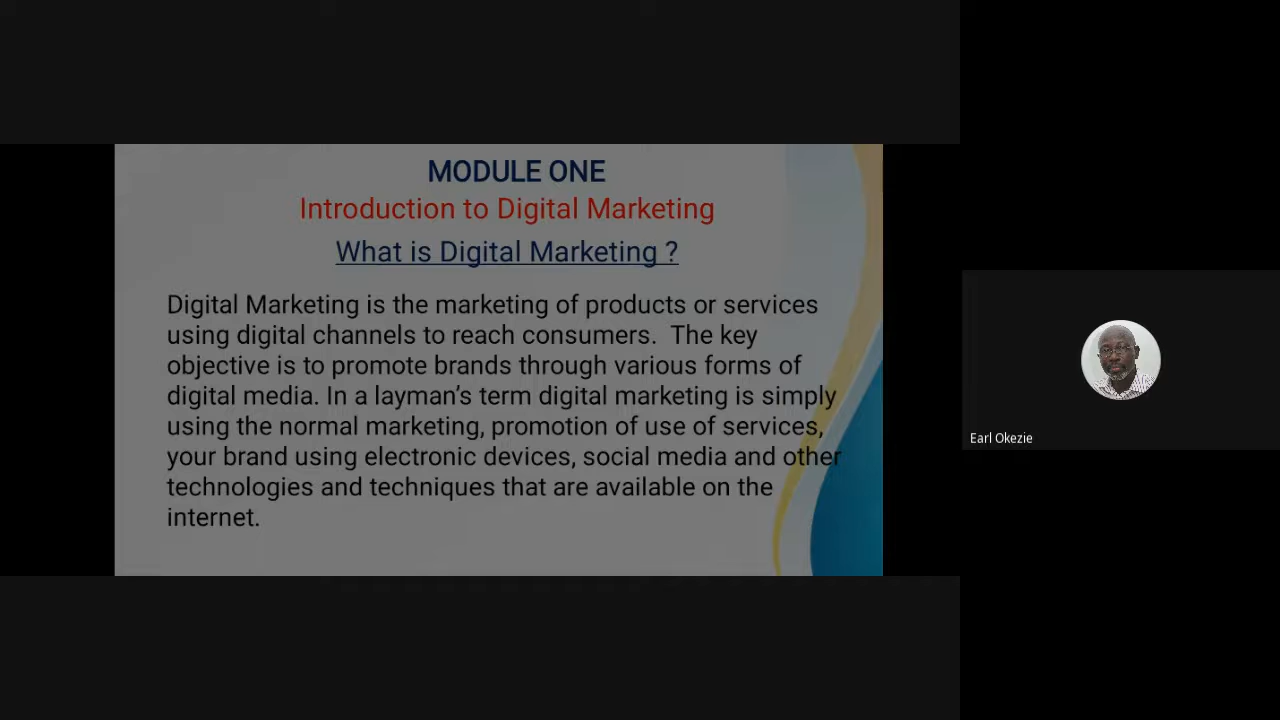 MODULE ONE
Introduction to Digital Marketing
What is Digital Marketing ?
Digital Marketing is the marketing of products or services
using digital channels to reach consumers.  The key
objective is to promote brands through various forms of
digital media. In a layman’s term digital marketing is simply
using the normal marketing, promotion of use of services,
your brand using electronic devices, social media and other
technologies and techniques that are available on the
internet.
Earl Okezie